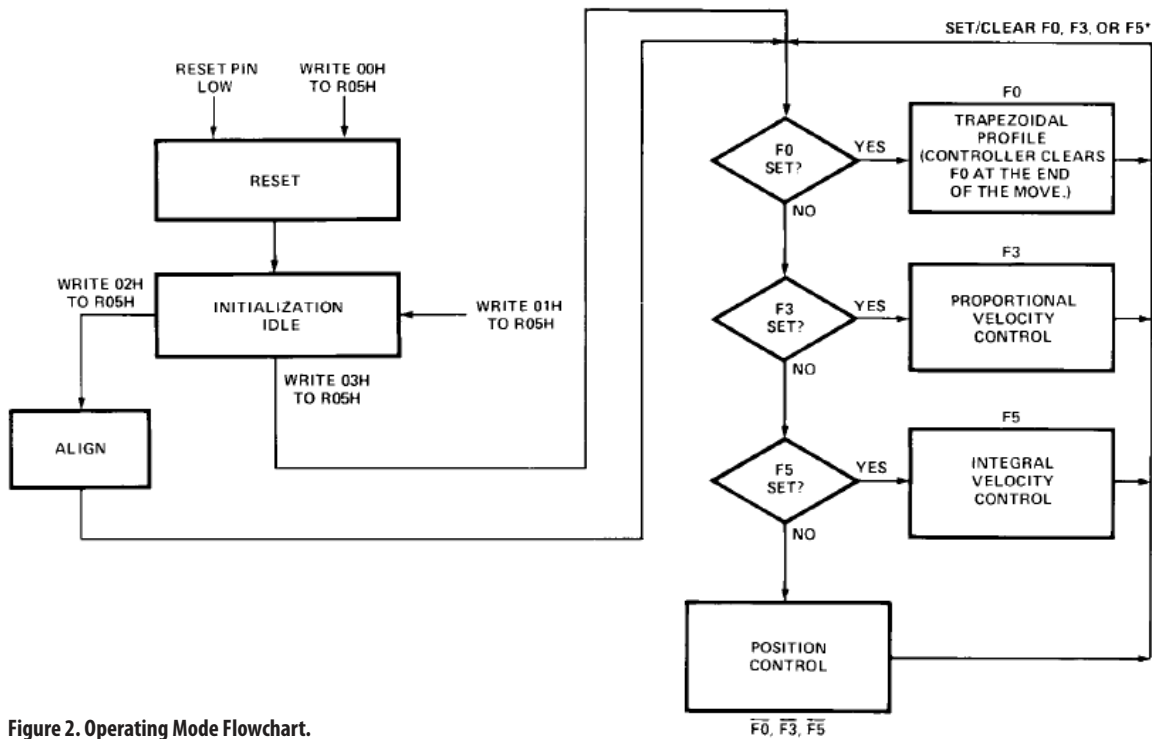 SET/CLEAR F0, F3, OR F5*
RESET PIN
LOW
WRITE 00H
TO R05H
RESET
WRITE 02H
TO R05H
INITIALIZATION
IDLE
WRITE 01H
TO R05H
WRITE 03H
TO R05H
ALIGN
F0
SET?
YES
NO
F0
TRAPEZOIDAL
PROFILE
(CONTROLLER CLEARS
F0 AT THE END
OF THE MOVE.)
F3
SET?
YES
NO
F3
PROPORTIONAL
VELOCITY
CONTROL
F5
SET?
YES
NO
F5
INTEGRAL
VELOCITY
CONTROL
POSITION
CONTROL
F̅0̅, F̅3̅, F̅5̅
Figure 2. Operating Mode Flowchart.